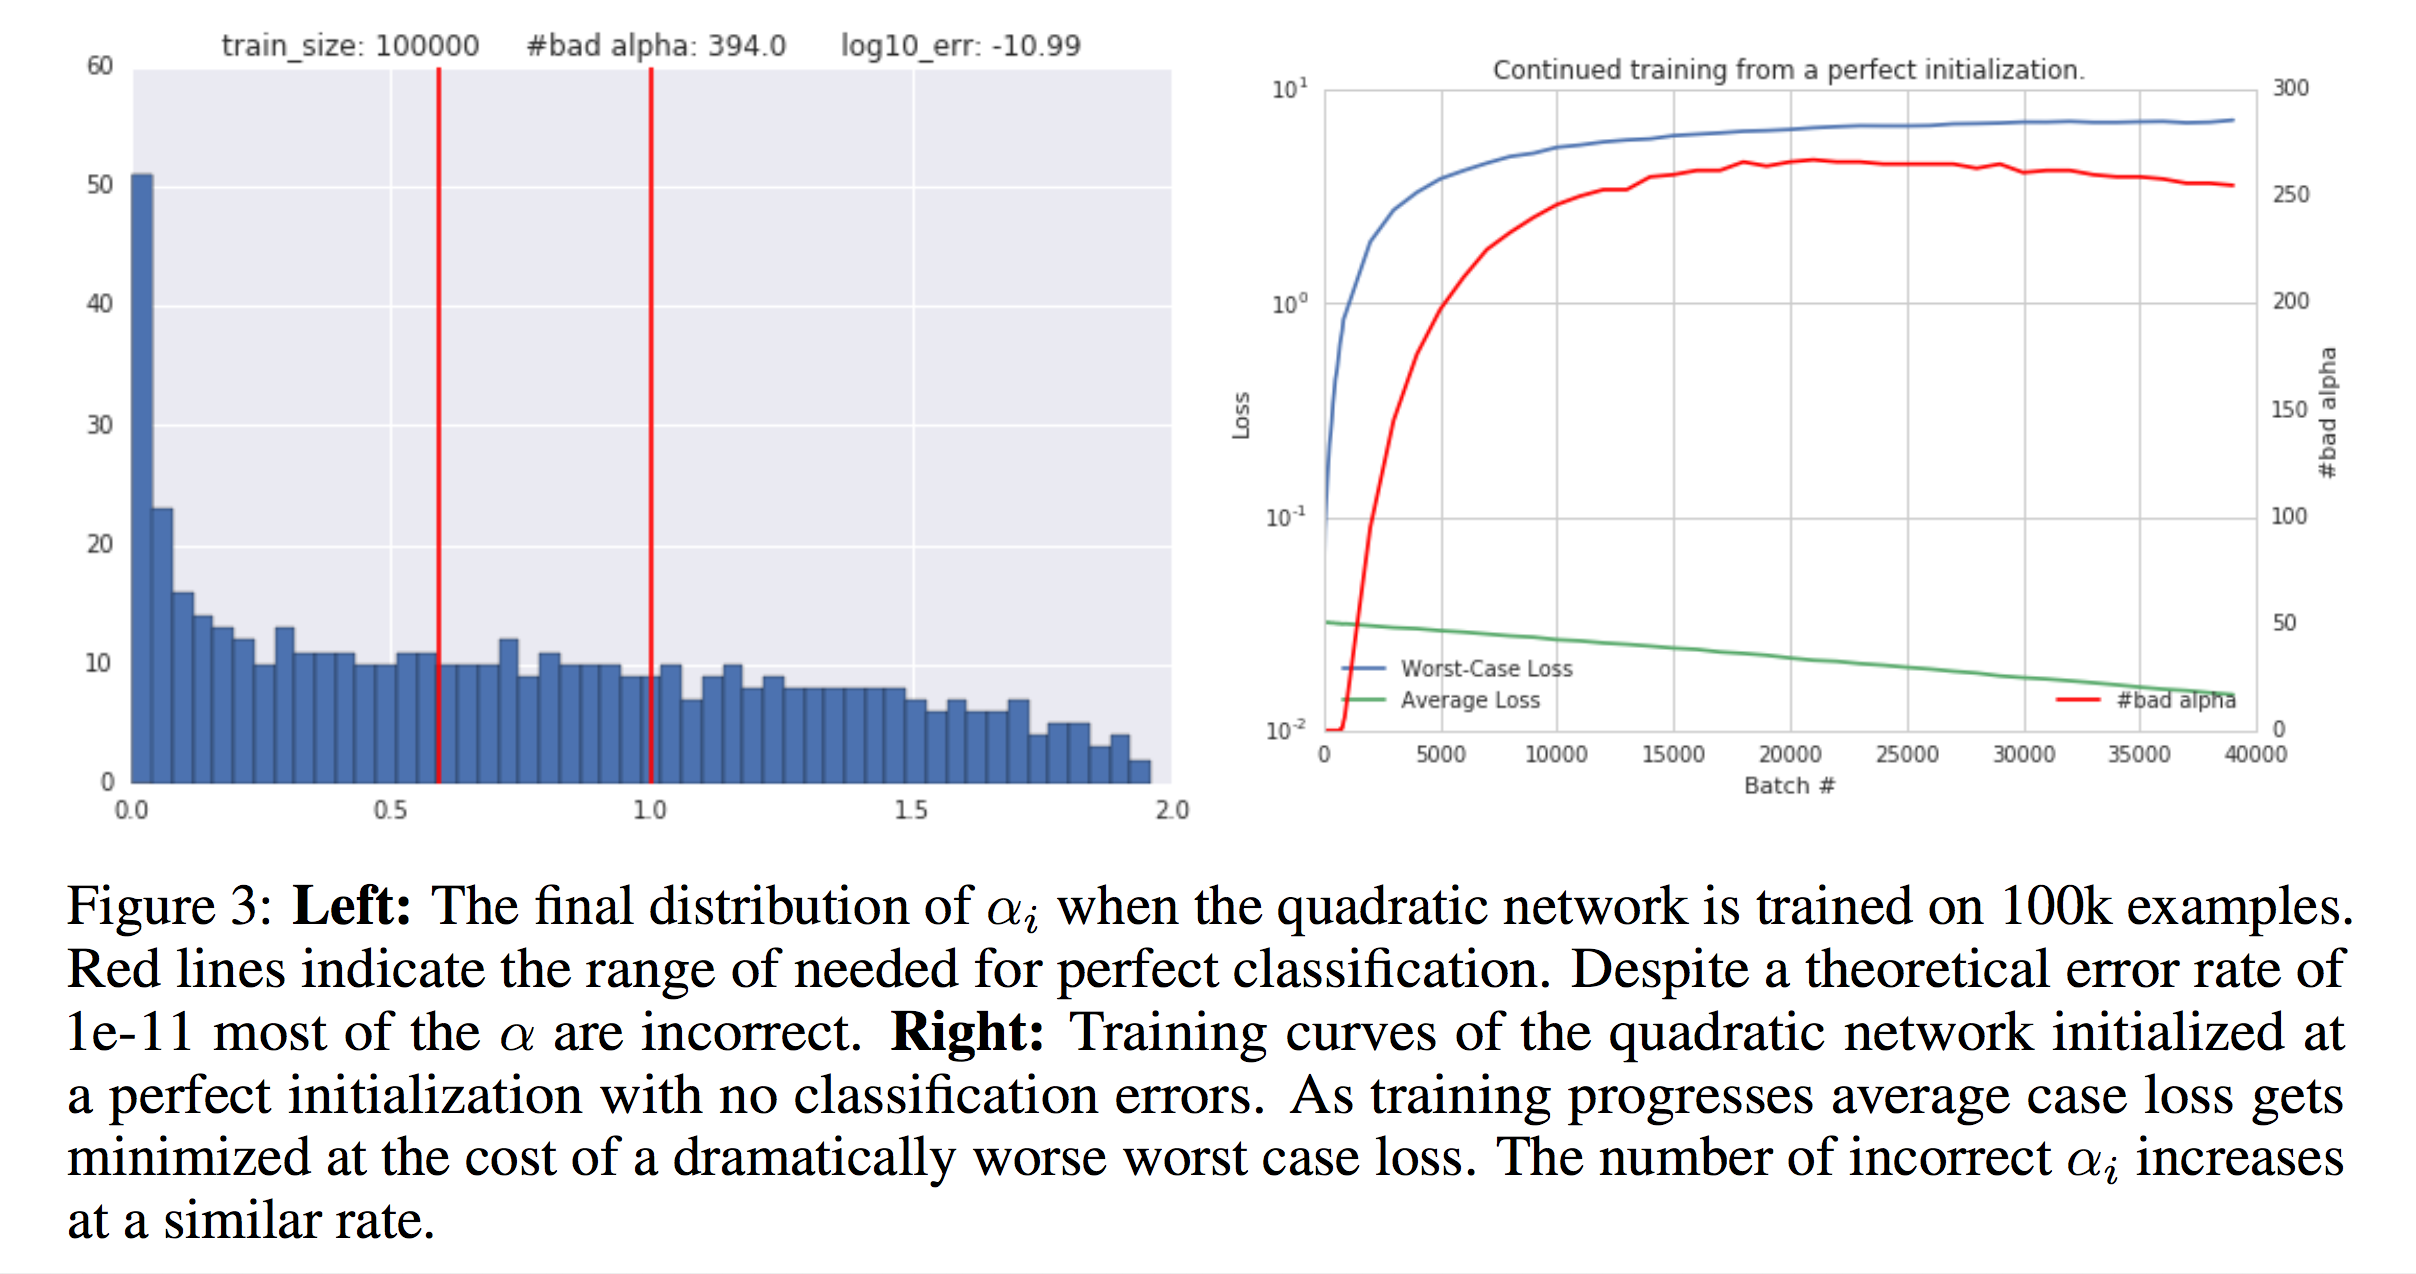 train_size: 100000 #bad alpha: 394.0 log10_err: -10.99
60
50
40
30
20
10
0
0.0 0.5 1.0 1.5 2.0
Continued training from a perfect initialization.
10¹
10⁰
10⁻¹
10⁻²
Loss
300
250
200
150
100
50
0
#bad alpha
Worst-Case Loss
Average Loss
#bad alpha
0 5000 10000 15000 20000 25000 30000 35000 40000
Batch #
Figure 3: Left: The final distribution of αᵢ when the quadratic network is trained on 100k examples.
Red lines indicate the range of needed for perfect classification. Despite a theoretical error rate of
1e-11 most of the α are incorrect. Right: Training curves of the quadratic network initialized at
a perfect initialization with no classification errors. As training progresses average case loss gets
minimized at the cost of a dramatically worse worst case loss. The number of incorrect αᵢ increases
at a similar rate.